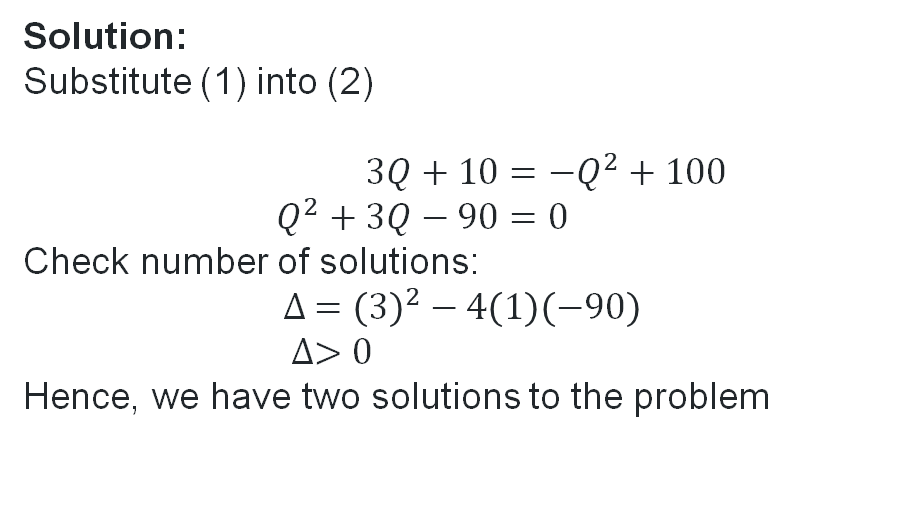 Solution:
Substitute (1) into (2)
3Q + 10 = −Q² + 100
Q² + 3Q − 90 = 0
Check number of solutions:
Δ = (3)² − 4(1)(−90)
Δ> 0
Hence, we have two solutions to the problem